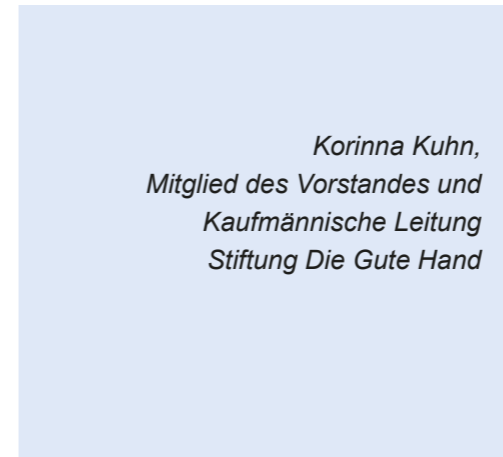 Korinna Kuhn,
Mitglied des Vorstandes und
Kaufmännische Leitung
Stiftung Die Gute Hand